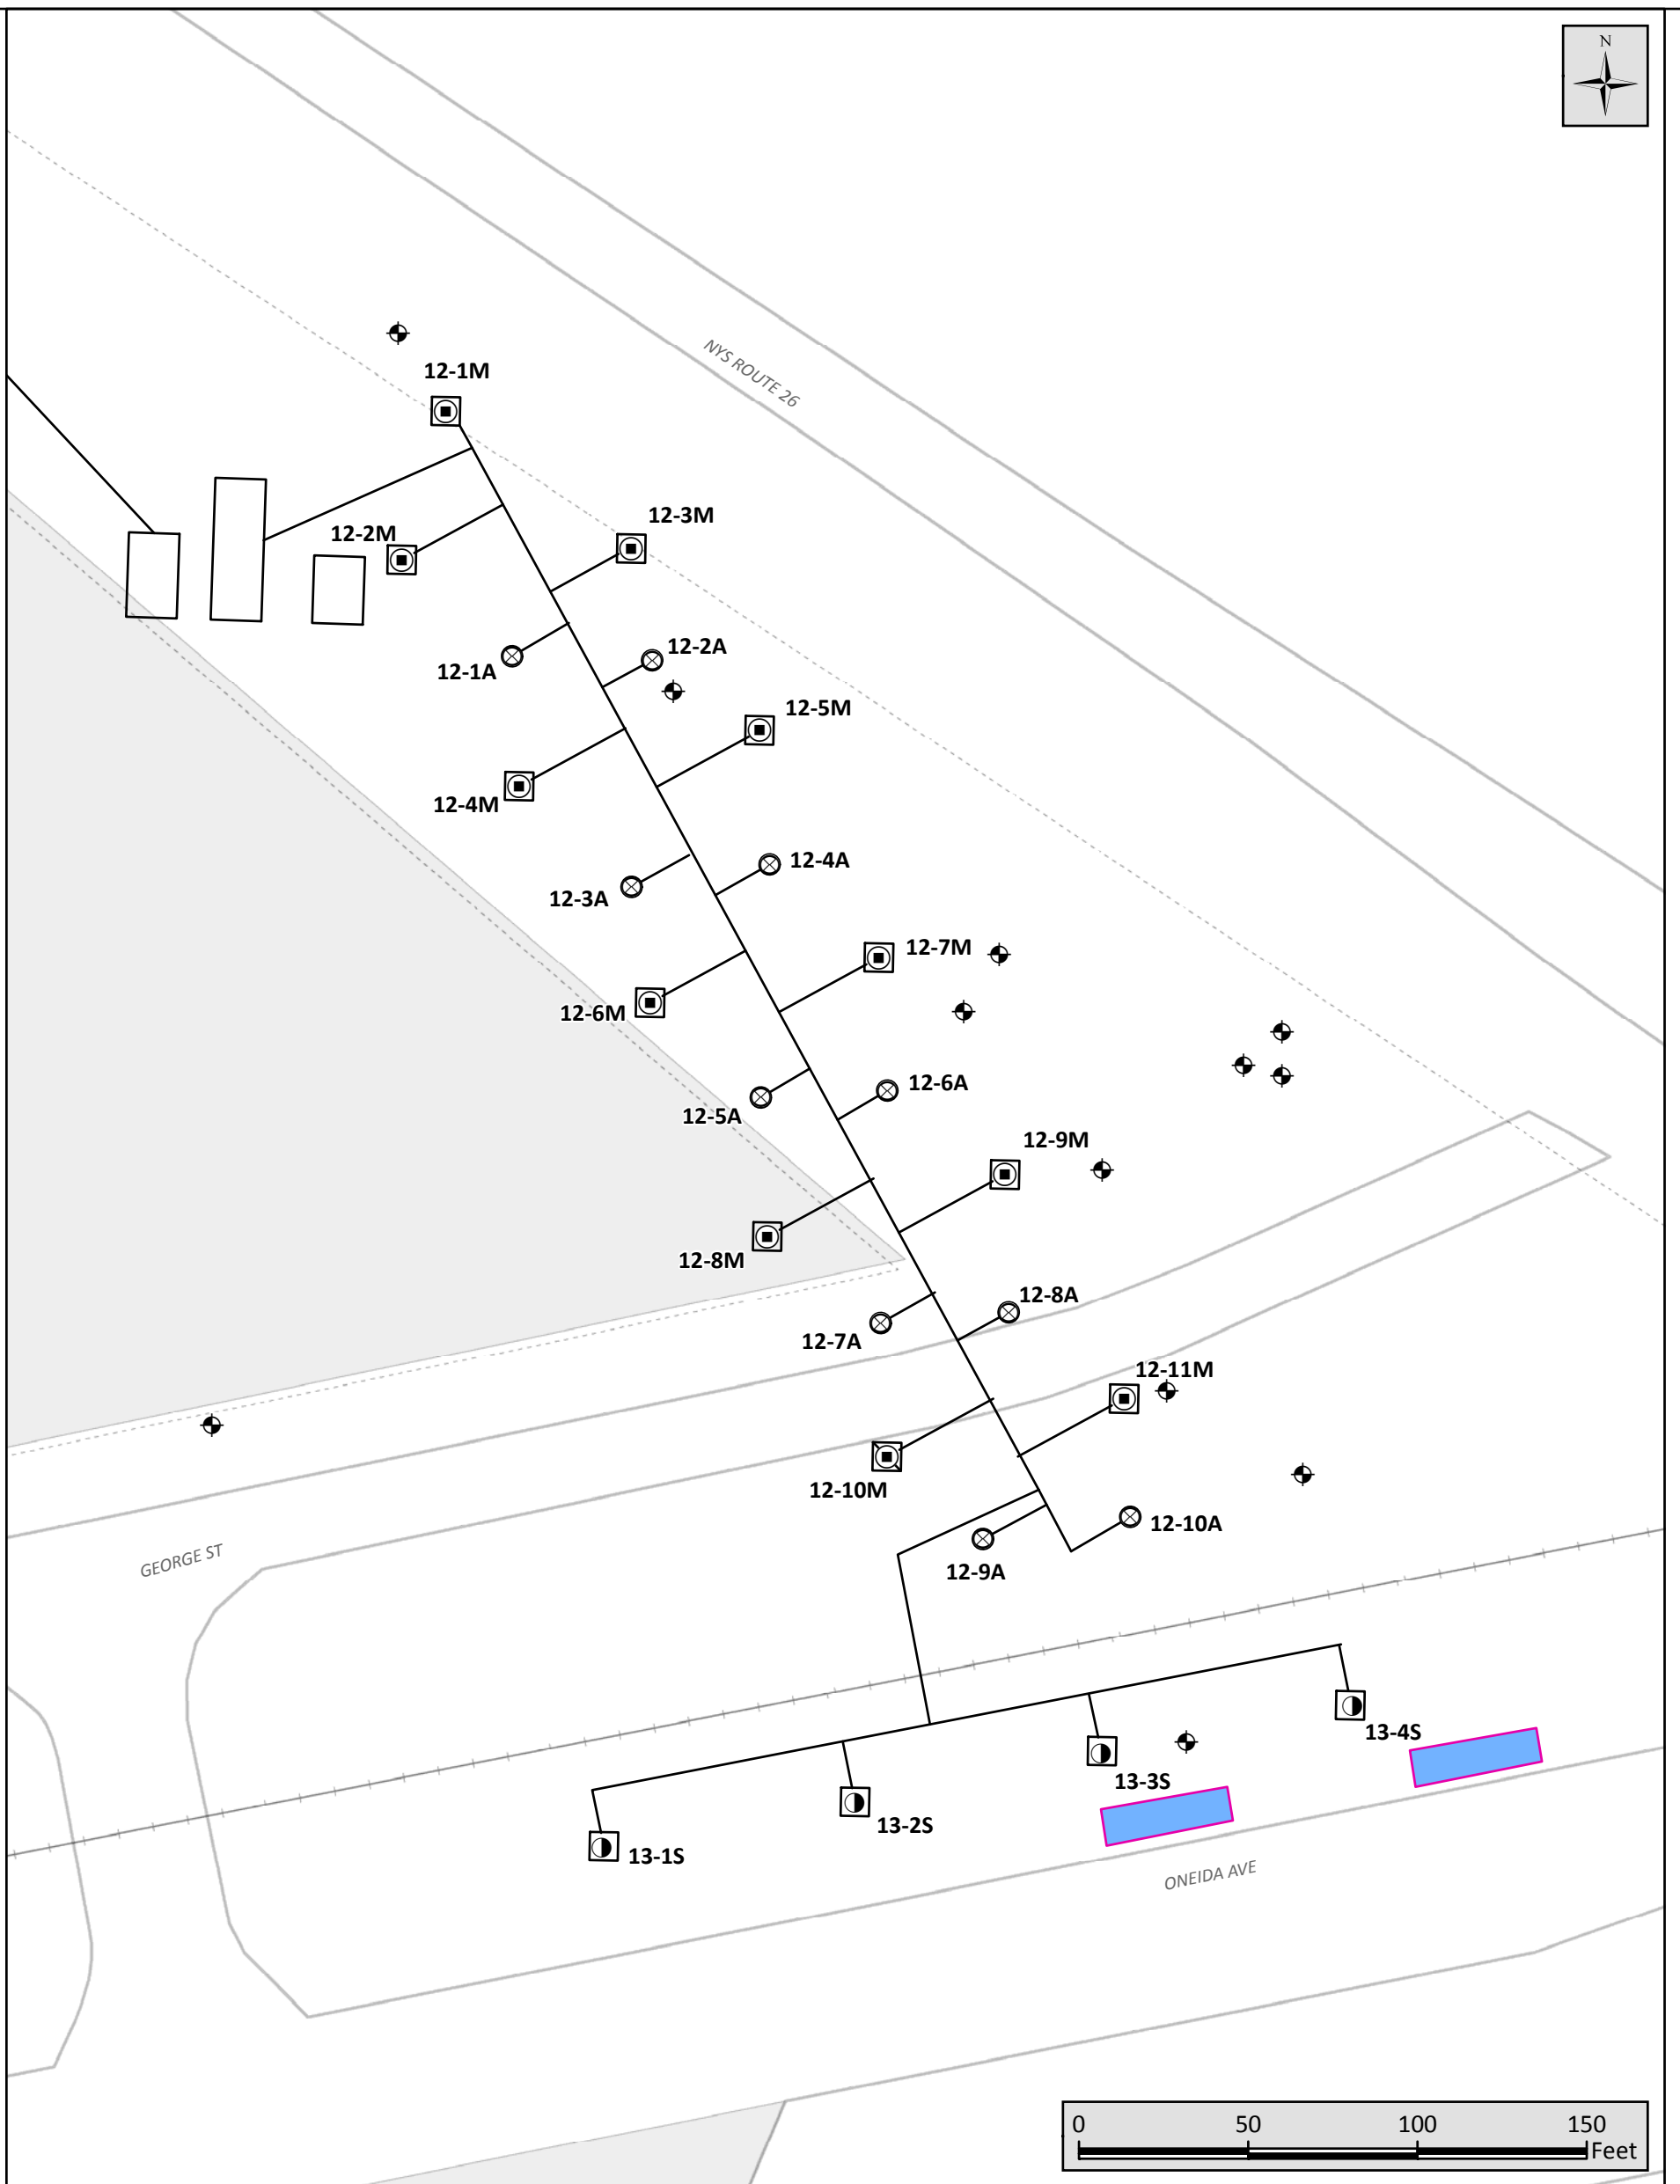 N
NYS ROUTE 26
12-1M
12-2M
12-3M
12-1A
12-2A
12-5M
12-4M
12-4A
12-3A
12-7M
12-6M
12-6A
12-5A
12-9M
12-8M
12-8A
12-7A
12-11M
12-10M
12-10A
12-9A
GEORGE ST
13-4S
13-3S
13-2S
13-1S
ONEIDA AVE
0 50 100 150
Feet